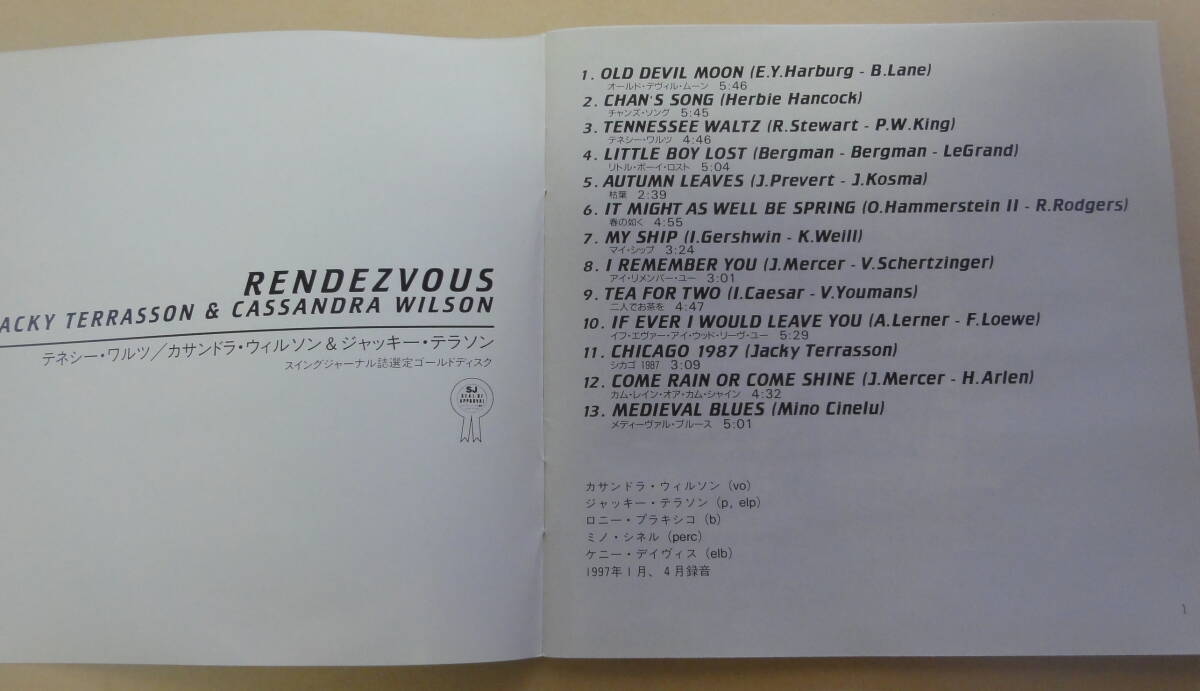 RENDEZVOUS
ACKY TERRASSON & CASSANDRA WILSON
テネシー・ワルツ／カサンドラ・ウィルソン＆ジャッキー・テラソン
スイングジャーナル誌選定ゴールドディスク
SJ
SEAL OF
APPROVAL
1. OLD DEVIL MOON (E.Y.Harburg - B.Lane)
オールド・デヴィル・ムーン 5:46
2. CHAN'S SONG (Herbie Hancock)
チャンズ・ソング 5:45
3. TENNESSEE WALTZ (R.Stewart - P.W.King)
テネシー・ワルツ 4:46
4. LITTLE BOY LOST (Bergman - Bergman - LeGrand)
リトル・ボーイ・ロスト 5:04
5. AUTUMN LEAVES (J.Prevert - J.Kosma)
枯葉 2:39
6. IT MIGHT AS WELL BE SPRING (O.Hammerstein II - R.Rodgers)
春の如く 4:55
7. MY SHIP (I.Gershwin - K.Weill)
マイ・シップ 3:24
8. I REMEMBER YOU (J.Mercer - V.Schertzinger)
アイ・リメンバー・ユー 3:01
9. TEA FOR TWO (I.Caesar - V.Youmans)
二人でお茶を 4:47
10. IF EVER I WOULD LEAVE YOU (A.Lerner - F.Loewe)
イフ・エヴァー・アイ・ウッド・リーヴ・ユー 5:29
11. CHICAGO 1987 (Jacky Terrasson)
シカゴ 1987 3:09
12. COME RAIN OR COME SHINE (J.Mercer - H.Arlen)
カム・レイン・オア・カム・シャイン 4:32
13. MEDIEVAL BLUES (Mino Cinelu)
メディーヴァル・ブルース 5:01
カサンドラ・ウィルソン (vo)
ジャッキー・テラソン (p, elp)
ロニー・プラキシコ (b)
ミノ・シネル (perc)
ケニー・デイヴィス (elb)
1997年1月、4月録音
1